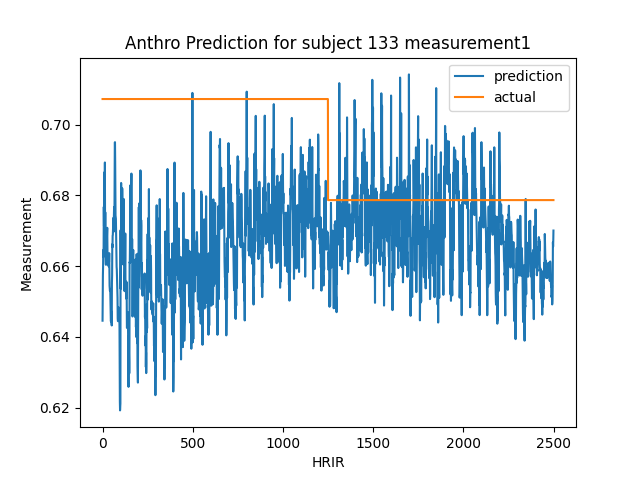 Anthro Prediction for subject 133 measurement1
prediction
actual
0.70
0.68
0.66
0.64
0.62
Measurement
0
500
1000
1500
2000
2500
HRIR